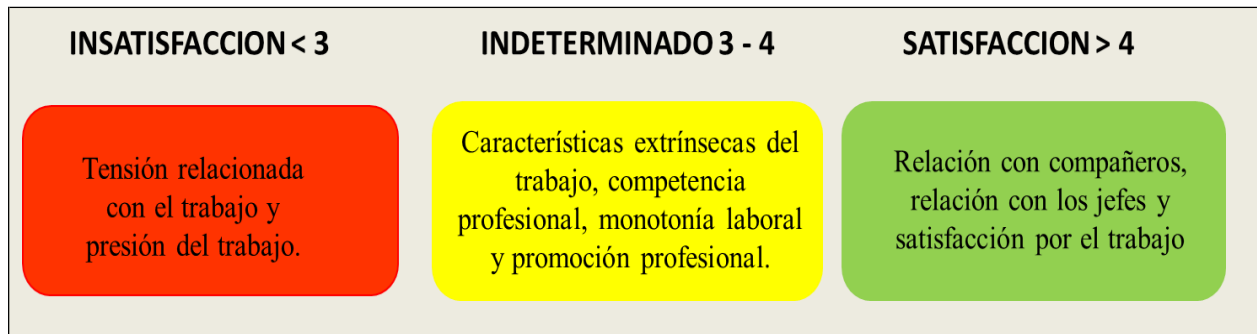 INSATISFACCION < 3
INDETERMINADO 3 - 4
SATISFACCION > 4
Tensión relacionada
con el trabajo y
presión del trabajo.
Características extrínsecas del
trabajo, competencia
profesional, monotonía laboral
y promoción profesional.
Relación con compañeros,
relación con los jefes y
satisfacción por el trabajo